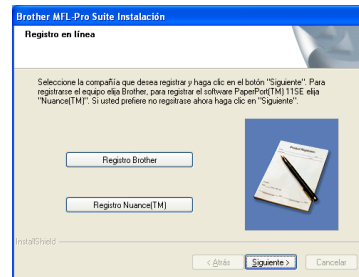 Brother MFL-Pro Suite Instalación
Registro en línea
Seleccione la compañía que desea registrar y haga clic en el botón "Siguiente". Para
registrarse el equipo elija Brother, para registrar el software PaperPort(TM) 11SE elija
"Nuance(TM)". Si usted prefiere no registrase ahora haga clic en "Siguiente".
Registro Brother
Registro Nuance(TM)
InstallShield
< Atrás
Siguiente >
Cancelar